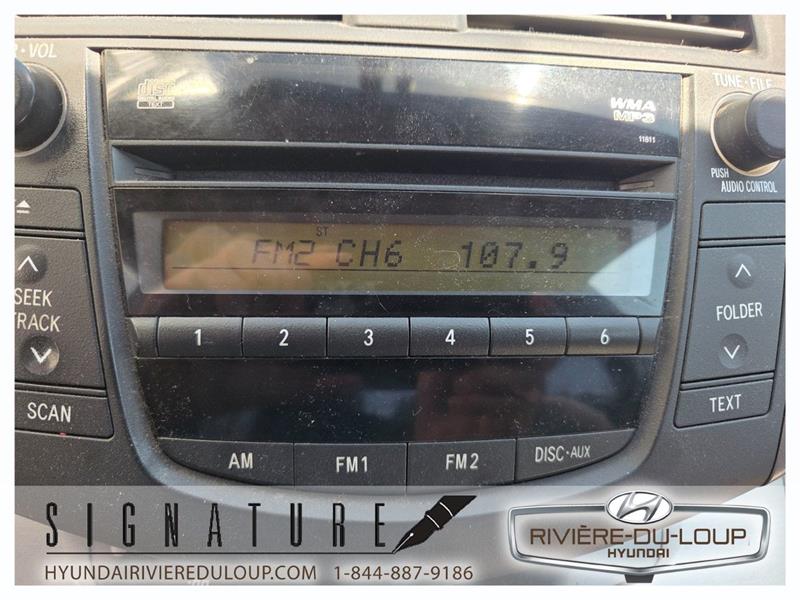 VOL
disc
TEXT
WMA
MP3
11811
TUNE·FILE
PUSH
AUDIO CONTROL
ST
FM2 CH6 107.9
SEEK
TRACK
FOLDER
1 2 3 4 5 6
SCAN
TEXT
AM FM1 FM2 DISC·AUX
SIGNATURE
RIVIÈRE-DU-LOUP
HYUNDAI
HYUNDAIRIVIEREDULOUP.COM 1-844-887-9186